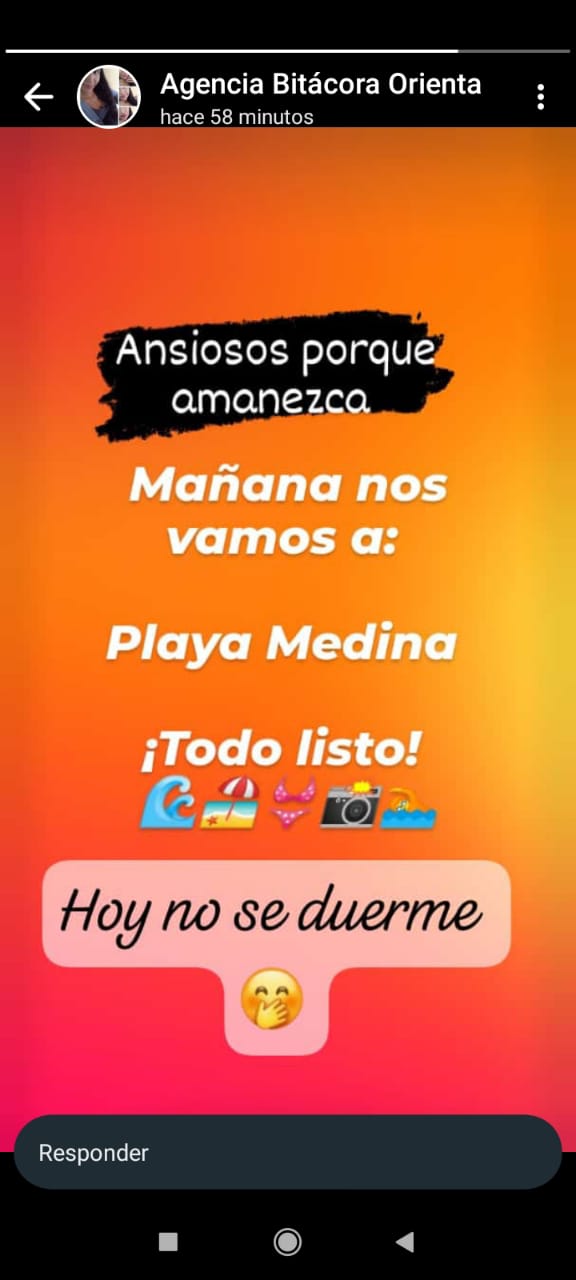 Agencia Bitácora Orienta
hace 58 minutos
Ansiosos porque
amanezca
Mañana nos
vamos a:
Playa Medina
¡Todo listo!
🌊🏖️👙📸🏊
Hoy no se duerme
🤭
Responder